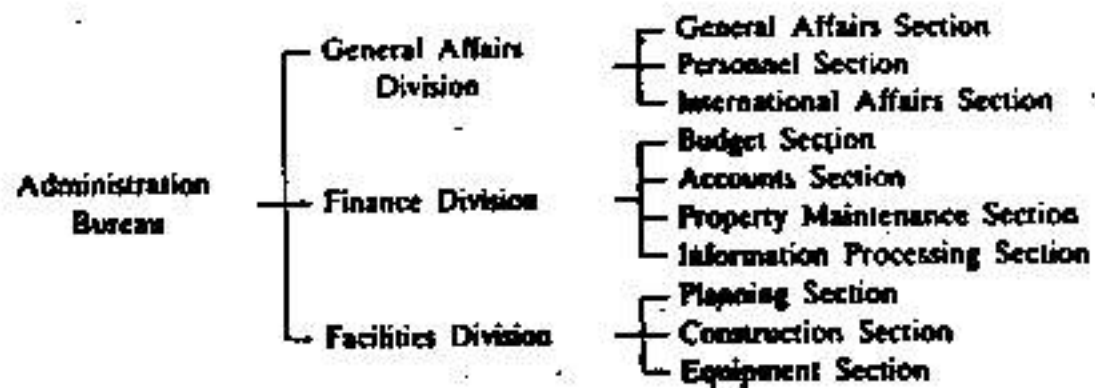 Administration
Bureau
General Affairs
Division
General Affairs Section
Personnel Section
International Affairs Section
Finance Division
Budget Section
Accounts Section
Property Maintenance Section
Information Processing Section
Facilities Division
Planning Section
Construction Section
Equipment Section